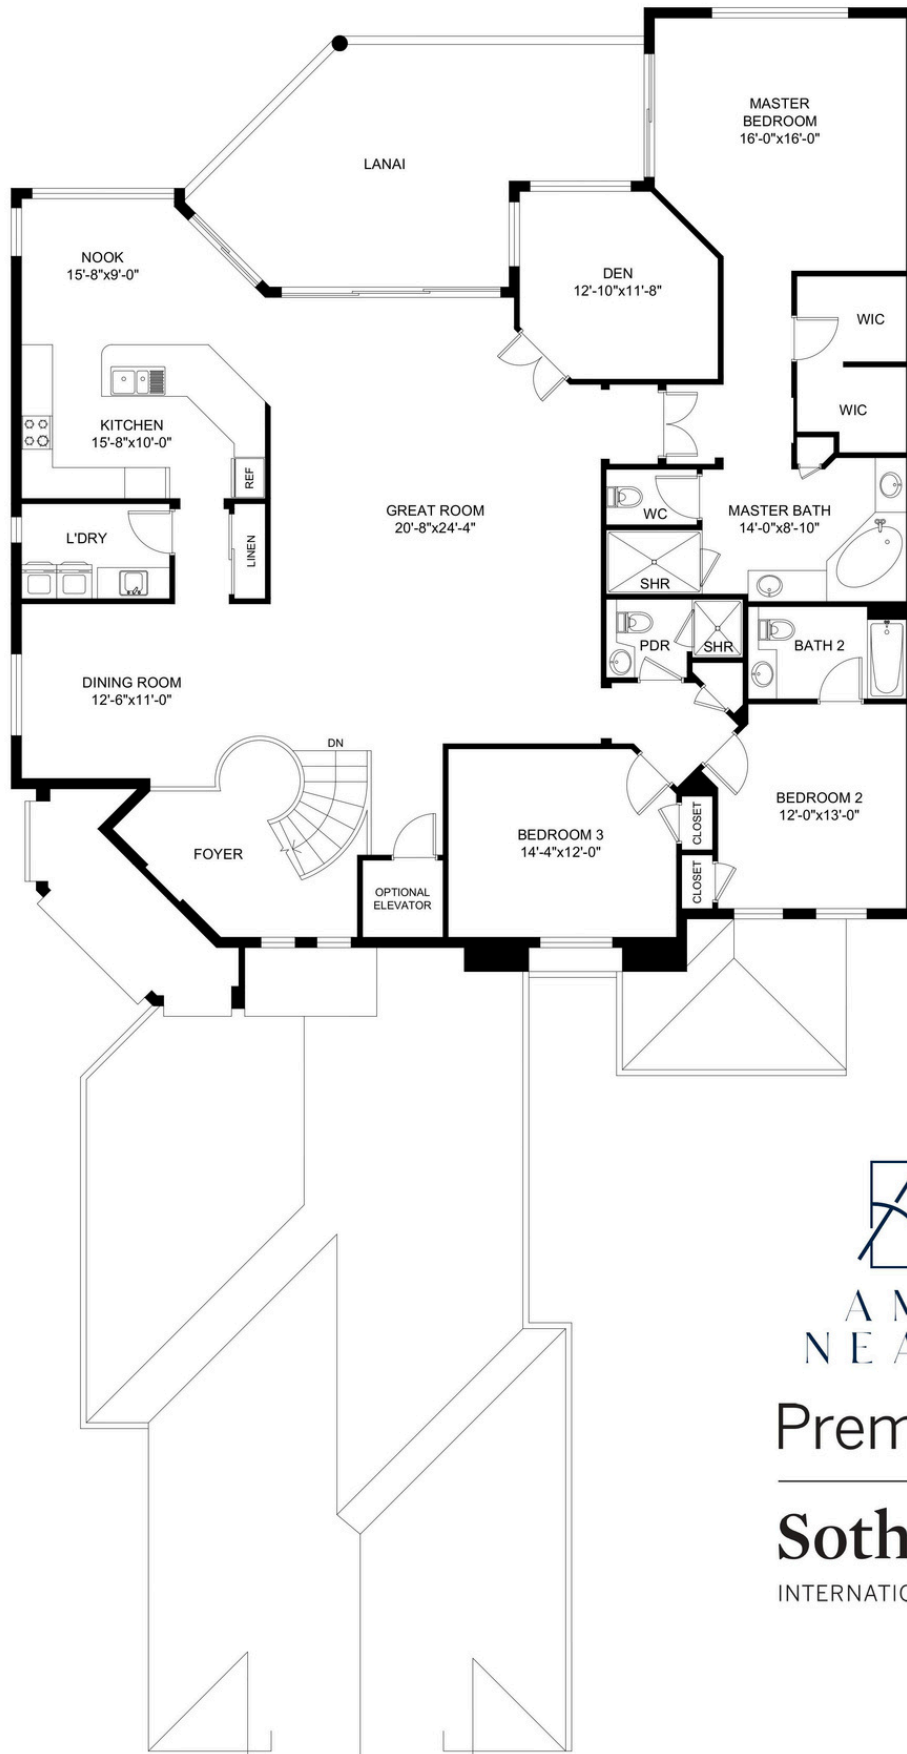 MASTER
BEDROOM
16'-0"x16'-0"
LANAI
NOOK
15'-8"x9'-0"
DEN
12'-10"x11'-8"
WIC
WIC
KITCHEN
15'-8"x10'-0"
REF
GREAT ROOM
20'-8"x24'-4"
WC
MASTER BATH
14'-0"x8'-10"
L'DRY
LINEN
SHR
PDR
SHR
BATH 2
DINING ROOM
12'-6"x11'-0"
DN
FOYER
OPTIONAL
ELEVATOR
BEDROOM 3
14'-4"x12'-0"
CLOSET
CLOSET
BEDROOM 2
12'-0"x13'-0"
A M
NEA
Prem
Soth
INTERNATIO